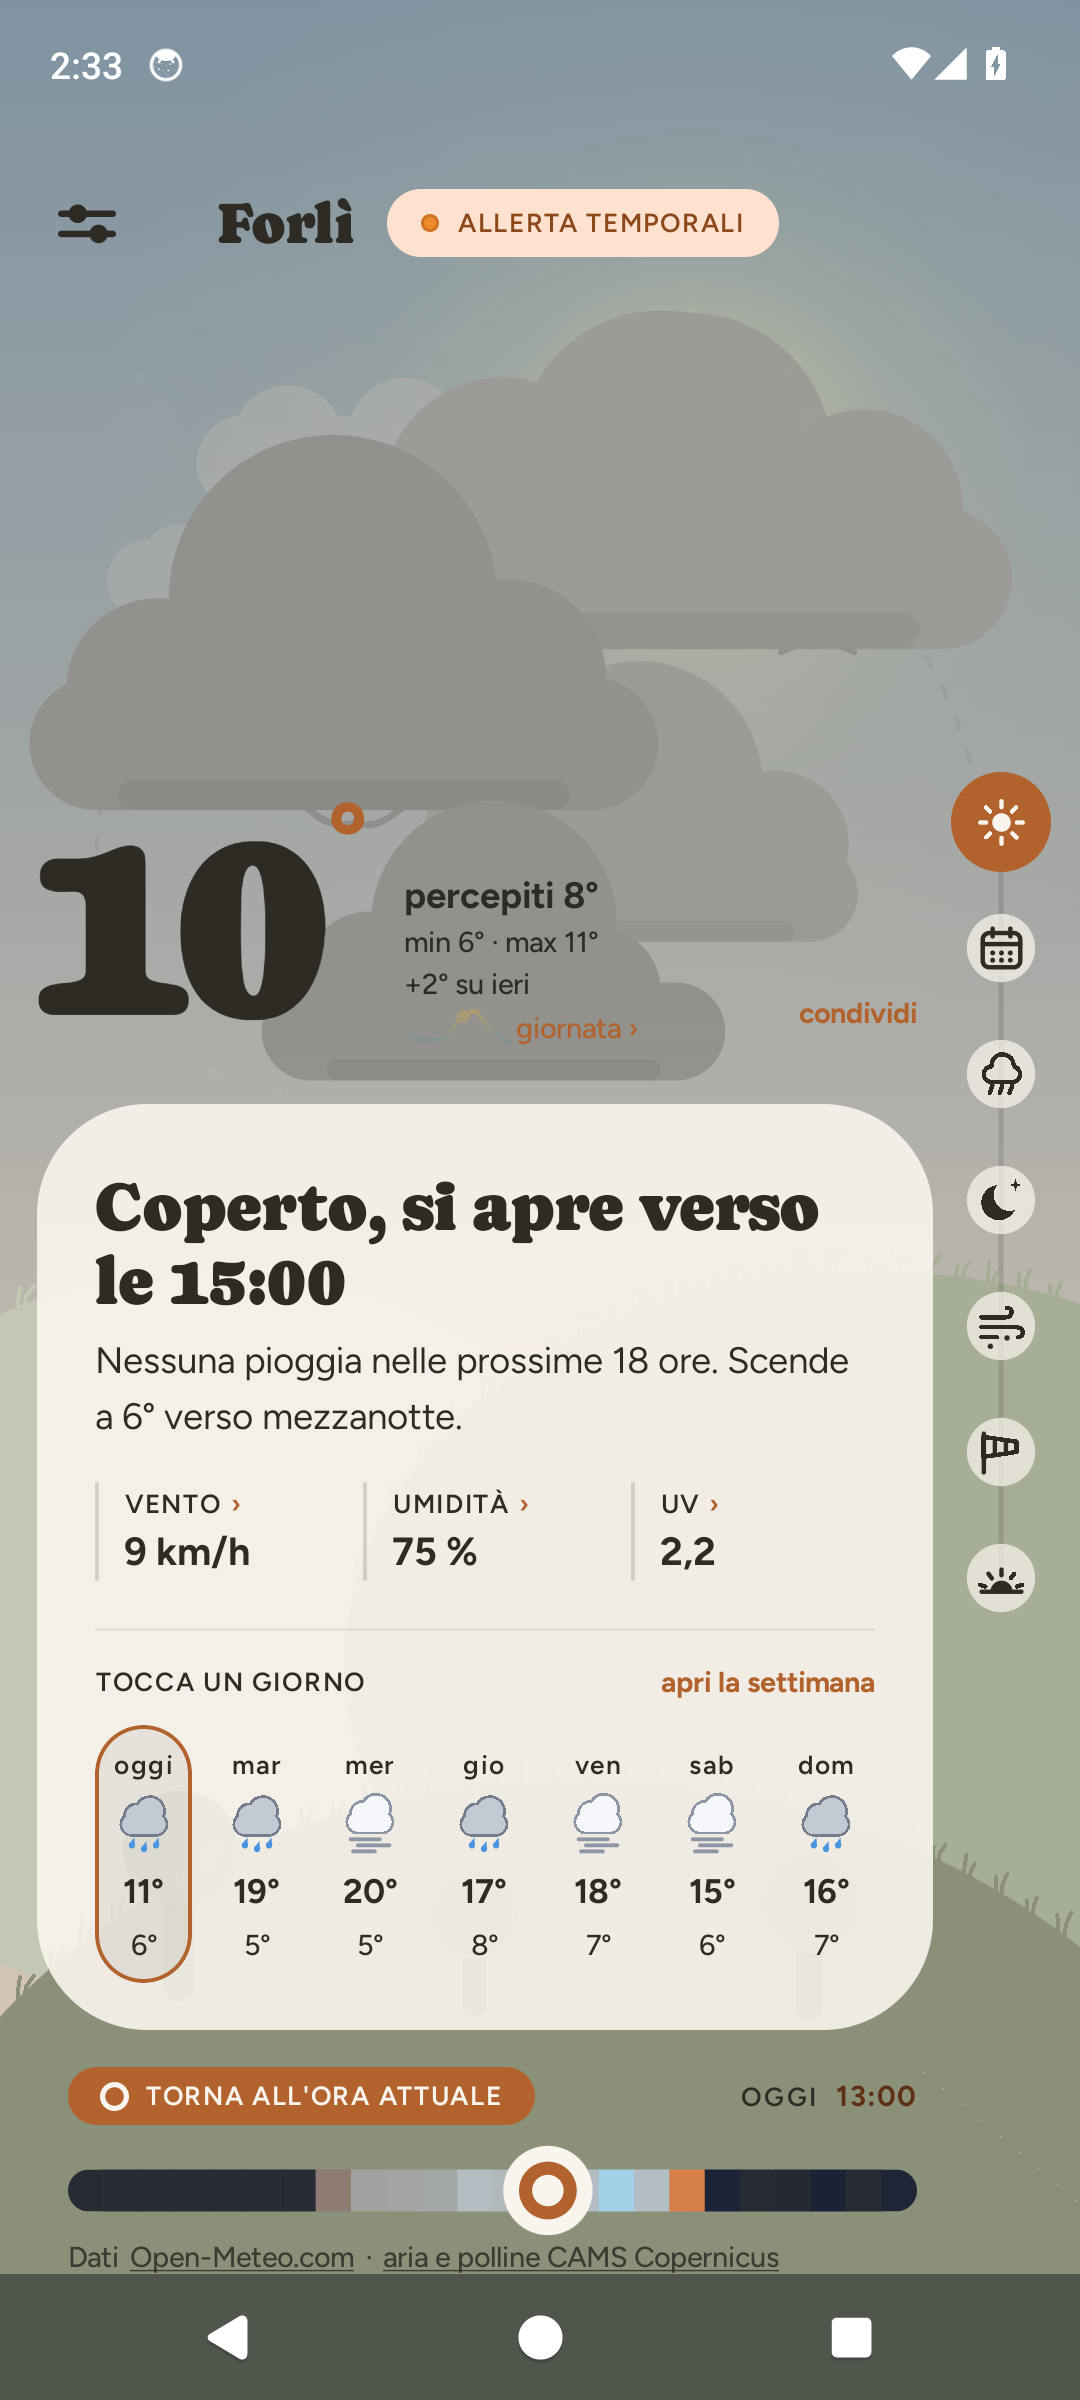 2:33
Forlì
ALLERTA TEMPORALI
10°
percepiti 8°
min 6° · max 11°
+2° su ieri
giornata ›
condividi
Coperto, si apre verso
le 15:00
Nessuna pioggia nelle prossime 18 ore. Scende
a 6° verso mezzanotte.
VENTO › UMIDITÀ › UV ›
9 km/h 75 % 2,2
TOCCA UN GIORNO apri la settimana
oggi mar mer gio ven sab dom
11° 19° 20° 17° 18° 15° 16°
6° 5° 5° 8° 7° 6° 7°
TORNA ALL'ORA ATTUALE OGGI 13:00
Dati Open-Meteo.com · aria e polline CAMS Copernicus